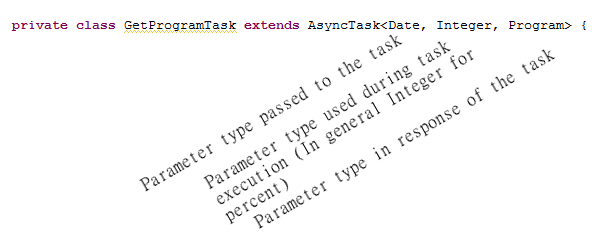 private class GetProgramTask extends AsyncTask<Date, Integer, Program> {
Parameter type passed to the task
Parameter type used during task
execution (In general Integer for
percent)
Parameter type in response of the task